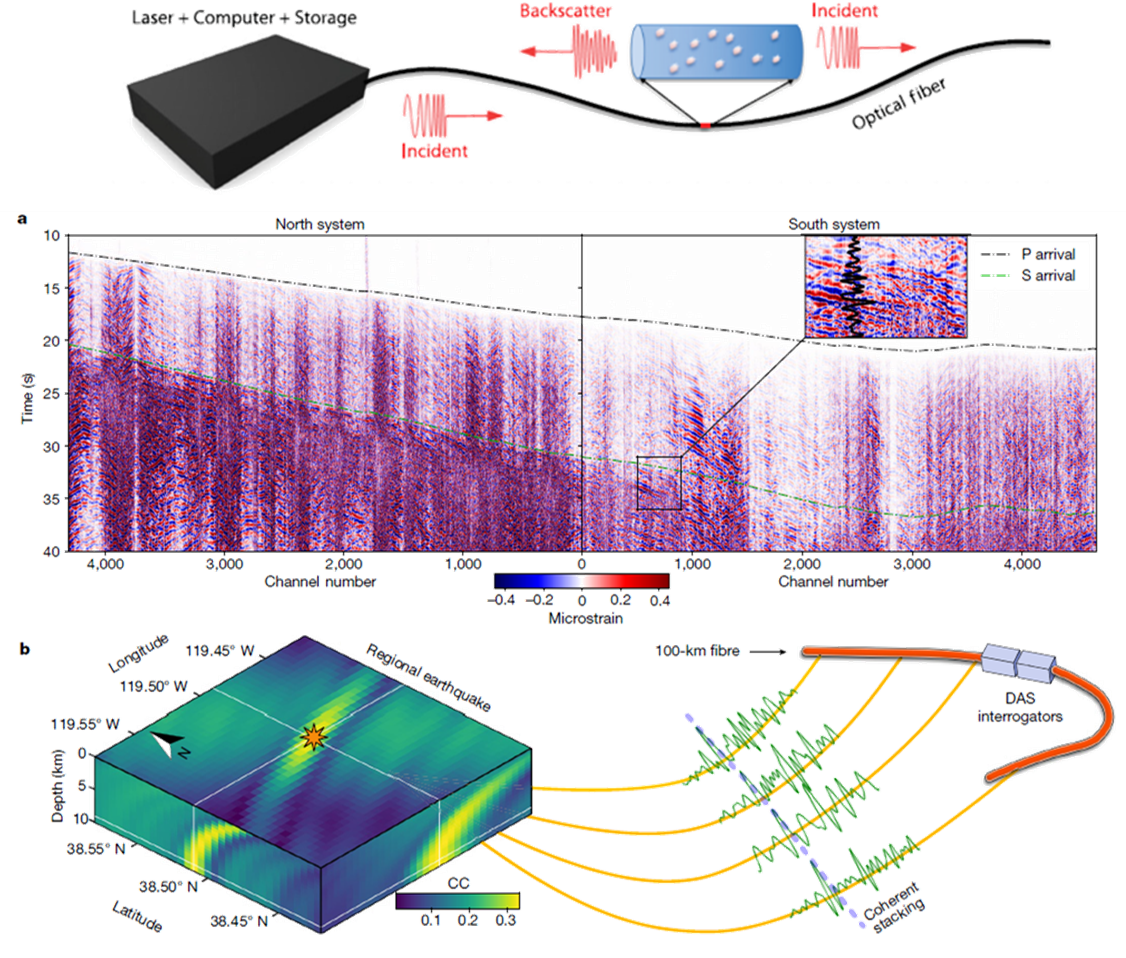 Laser + Computer + Storage
Backscatter
Incident
Incident
Optical fiber
a
North system
South system
P arrival
S arrival
Time (s)
10
15
20
25
30
35
40
4,000
3,000
2,000
1,000
0
1,000
2,000
3,000
4,000
Channel number
Channel number
−0.4
−0.2
0
0.2
0.4
Microstrain
b
Longitude
119.45° W
119.50° W
119.55° W
Regional earthquake
N
Depth (km)
0
5
10
38.55° N
38.50° N
38.45° N
Latitude
CC
0.1
0.2
0.3
100-km fibre
DAS
interrogators
Coherent
stacking